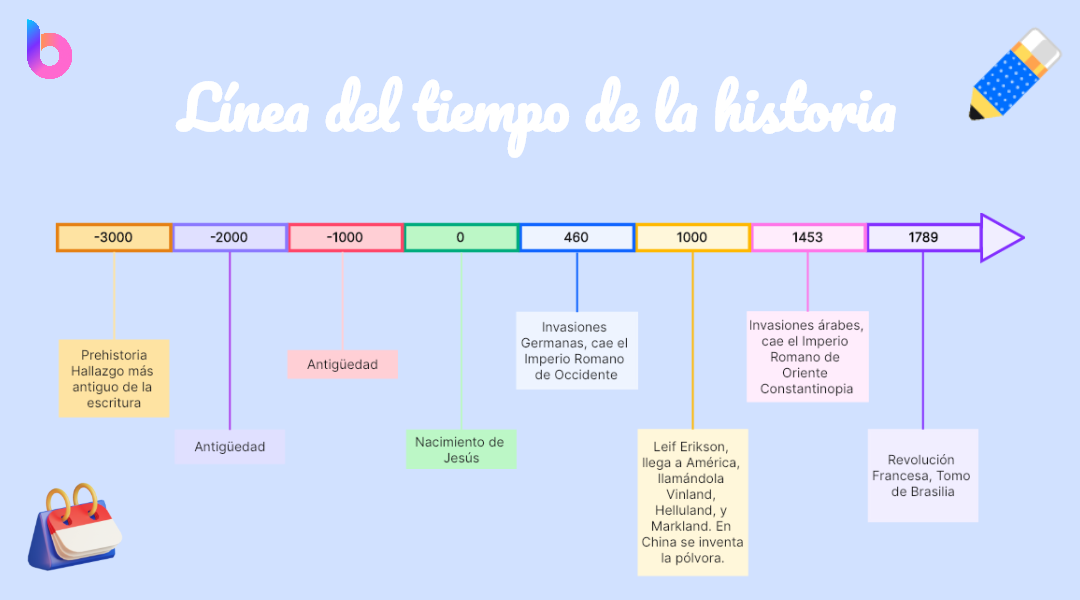 Línea del tiempo de la historia
-3000
-2000
-1000
0
460
1000
1453
1789
Prehistoria
Hallazgo más
antiguo de la
escritura
Antigüedad
Antigüedad
Nacimiento de
Jesús
Invasiones
Germanas, cae el
Imperio Romano
de Occidente
Leif Erikson,
llega a América,
llamándola
Vinland,
Helluland, y
Markland. En
China se inventa
la pólvora.
Invasiones árabes,
cae el Imperio
Romano de
Oriente
Constantinopia
Revolución
Francesa, Tomo
de Brasilia